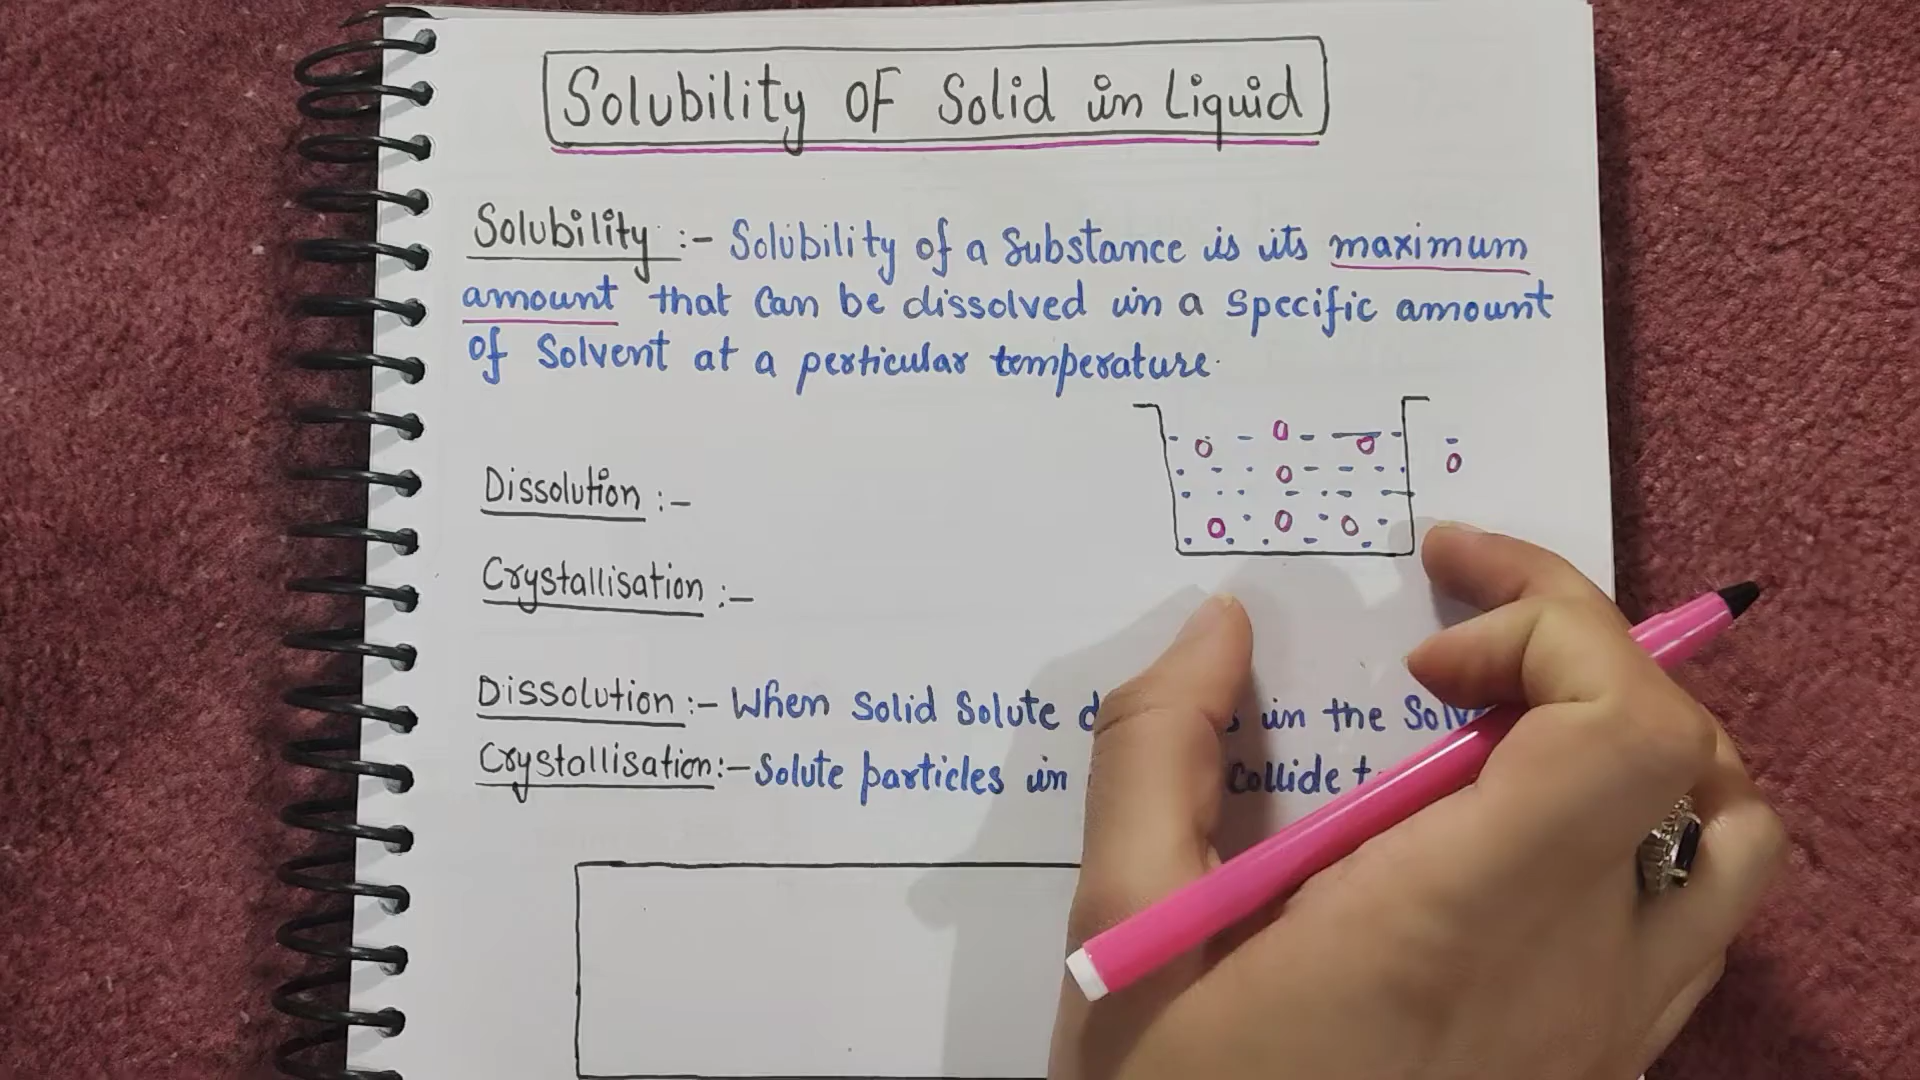 Solubility OF Solid in Liquid
Solubility :- Solubility of a Substance is its maximum
amount that Can be dissolved in a Specific amount
of Solvent at a perticular temperature.
Dissolution :-
Crystallisation :-
Dissolution :- When Solid Solute in the
Crystallisation :- Solute particles in Collide